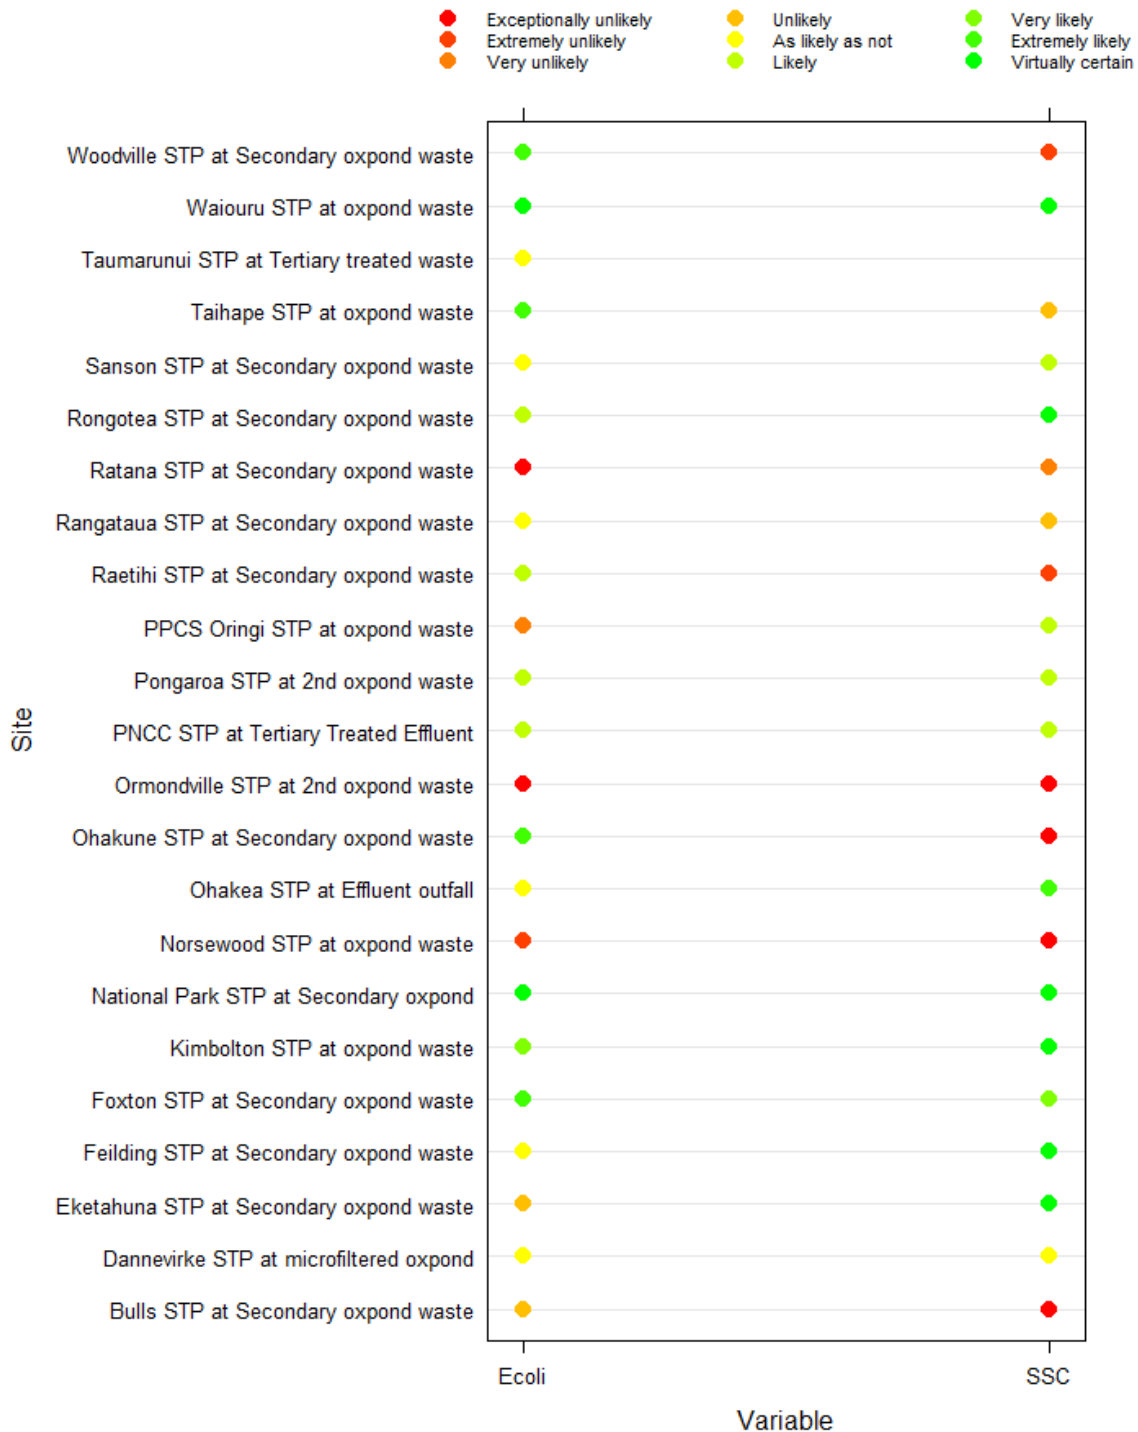 Exceptionally unlikely
Extremely unlikely
Very unlikely
Unlikely
As likely as not
Likely
Very likely
Extremely likely
Virtually certain
Woodville STP at Secondary oxpond waste
Waiouru STP at oxpond waste
Taumarunui STP at Tertiary treated waste
Taihape STP at oxpond waste
Sanson STP at Secondary oxpond waste
Rongotea STP at Secondary oxpond waste
Ratana STP at Secondary oxpond waste
Rangataua STP at Secondary oxpond waste
Raetihi STP at Secondary oxpond waste
PPCS Oringi STP at oxpond waste
Pongaroa STP at 2nd oxpond waste
PNCC STP at Tertiary Treated Effluent
Ormondville STP at 2nd oxpond waste
Ohakune STP at Secondary oxpond waste
Ohakea STP at Effluent outfall
Norsewood STP at oxpond waste
National Park STP at Secondary oxpond
Kimbolton STP at oxpond waste
Foxton STP at Secondary oxpond waste
Feilding STP at Secondary oxpond waste
Eketahuna STP at Secondary oxpond waste
Dannevirke STP at microfiltered oxpond
Bulls STP at Secondary oxpond waste
Site
Ecoli
SSC
Variable